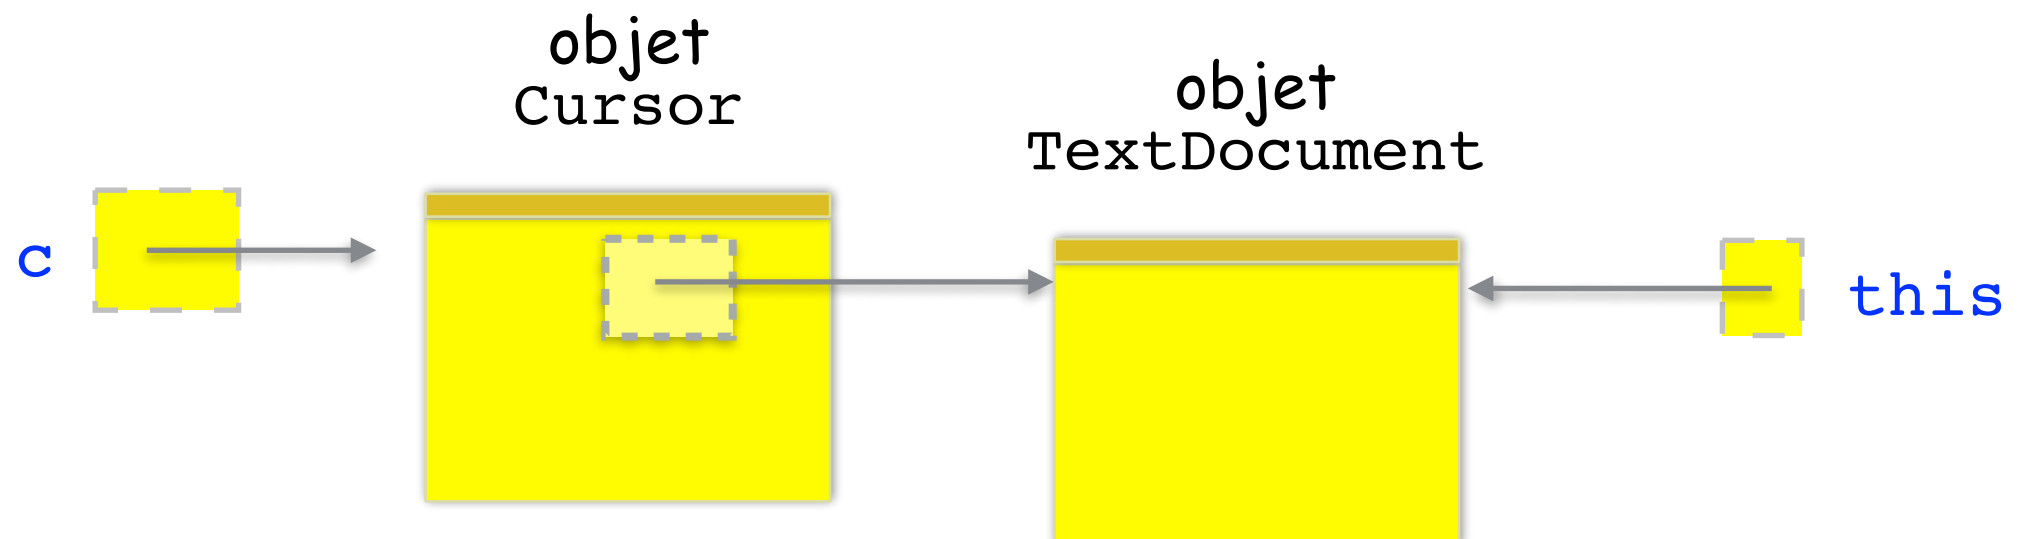 objet
Cursor
objet
TextDocument
c
this